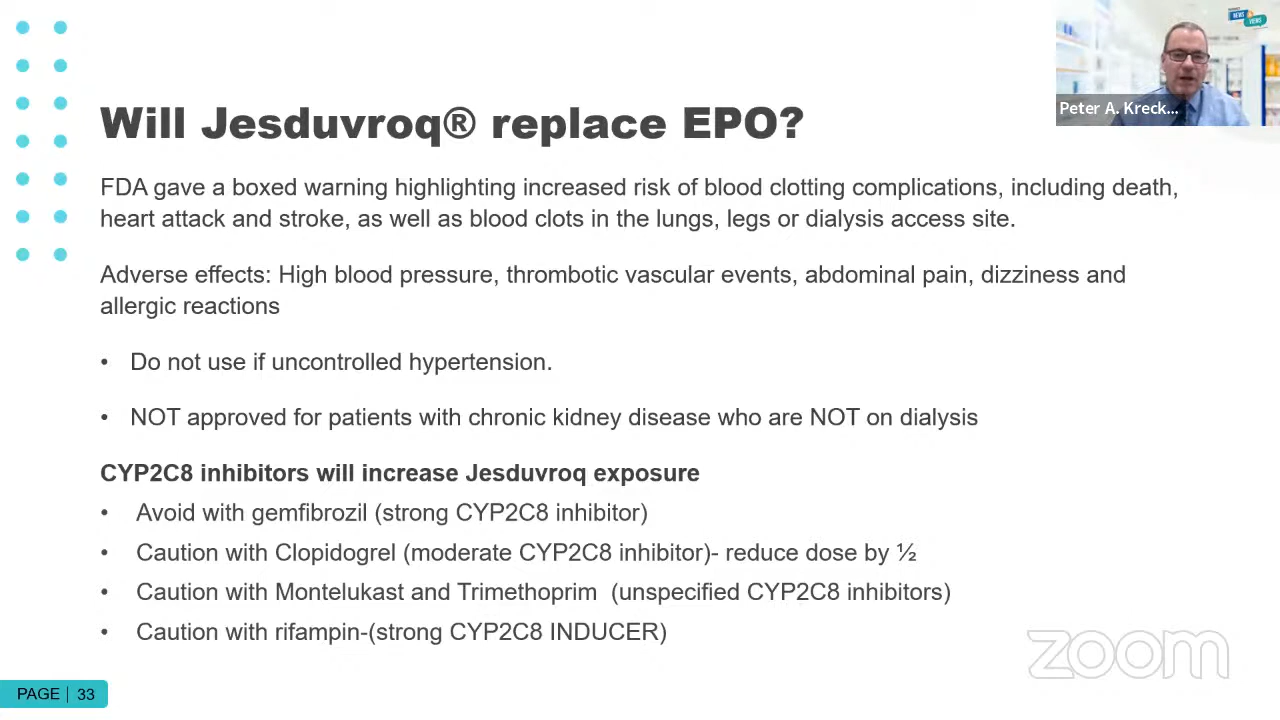 NEWS
VIEWS
Peter A. Kreck...
Will Jesduvroq® replace EPO?
FDA gave a boxed warning highlighting increased risk of blood clotting complications, including death,
heart attack and stroke, as well as blood clots in the lungs, legs or dialysis access site.
Adverse effects: High blood pressure, thrombotic vascular events, abdominal pain, dizziness and
allergic reactions
• Do not use if uncontrolled hypertension.
• NOT approved for patients with chronic kidney disease who are NOT on dialysis
CYP2C8 inhibitors will increase Jesduvroq exposure
• Avoid with gemfibrozil (strong CYP2C8 inhibitor)
• Caution with Clopidogrel (moderate CYP2C8 inhibitor)- reduce dose by ½
• Caution with Montelukast and Trimethoprim (unspecified CYP2C8 inhibitors)
• Caution with rifampin-(strong CYP2C8 INDUCER)
zoom
PAGE | 33